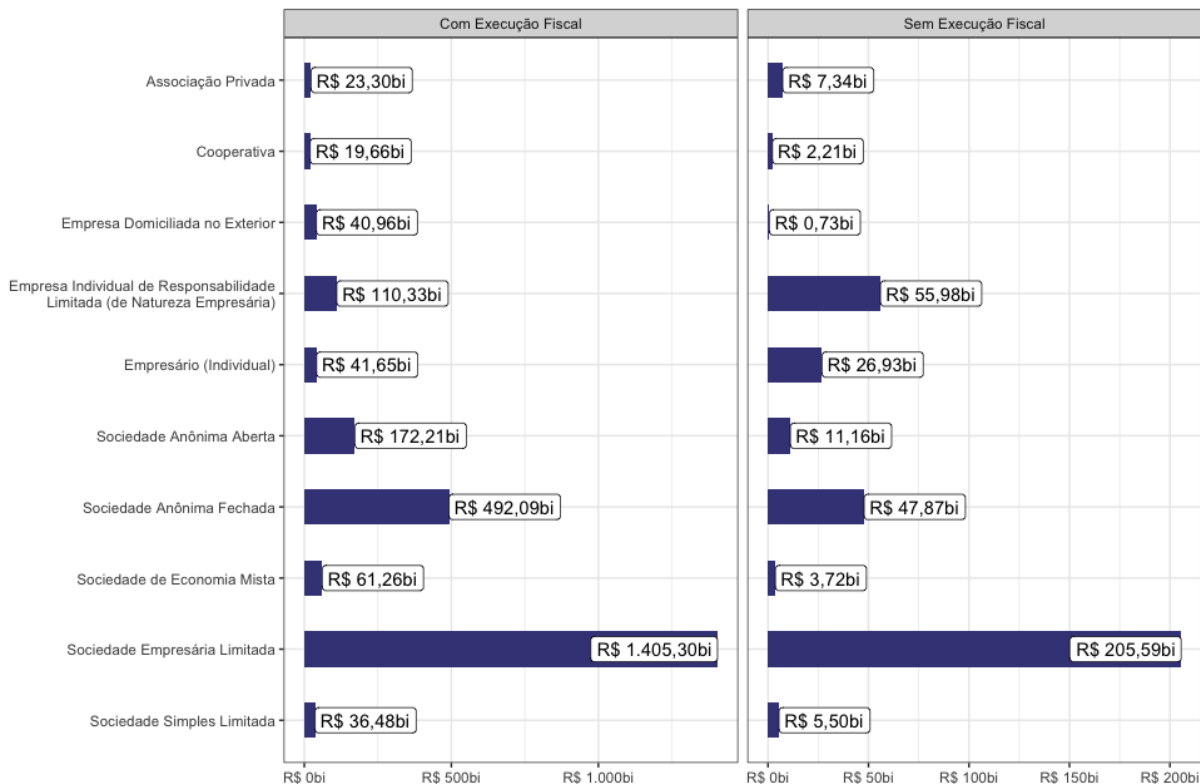 Com Execução Fiscal
Sem Execução Fiscal
Associação Privada
R$ 23,30bi
R$ 7,34bi
Cooperativa
R$ 19,66bi
R$ 2,21bi
Empresa Domiciliada no Exterior
R$ 40,96bi
R$ 0,73bi
Empresa Individual de Responsabilidade
Limitada (de Natureza Empresária)
R$ 110,33bi
R$ 55,98bi
Empresário (Individual)
R$ 41,65bi
R$ 26,93bi
Sociedade Anônima Aberta
R$ 172,21bi
R$ 11,16bi
Sociedade Anônima Fechada
R$ 492,09bi
R$ 47,87bi
Sociedade de Economia Mista
R$ 61,26bi
R$ 3,72bi
Sociedade Empresária Limitada
R$ 1.405,30bi
R$ 205,59bi
Sociedade Simples Limitada
R$ 36,48bi
R$ 5,50bi
R$ 0bi
R$ 500bi
R$ 1.000bi
R$ 0bi
R$ 50bi
R$ 100bi
R$ 150bi
R$ 200bi